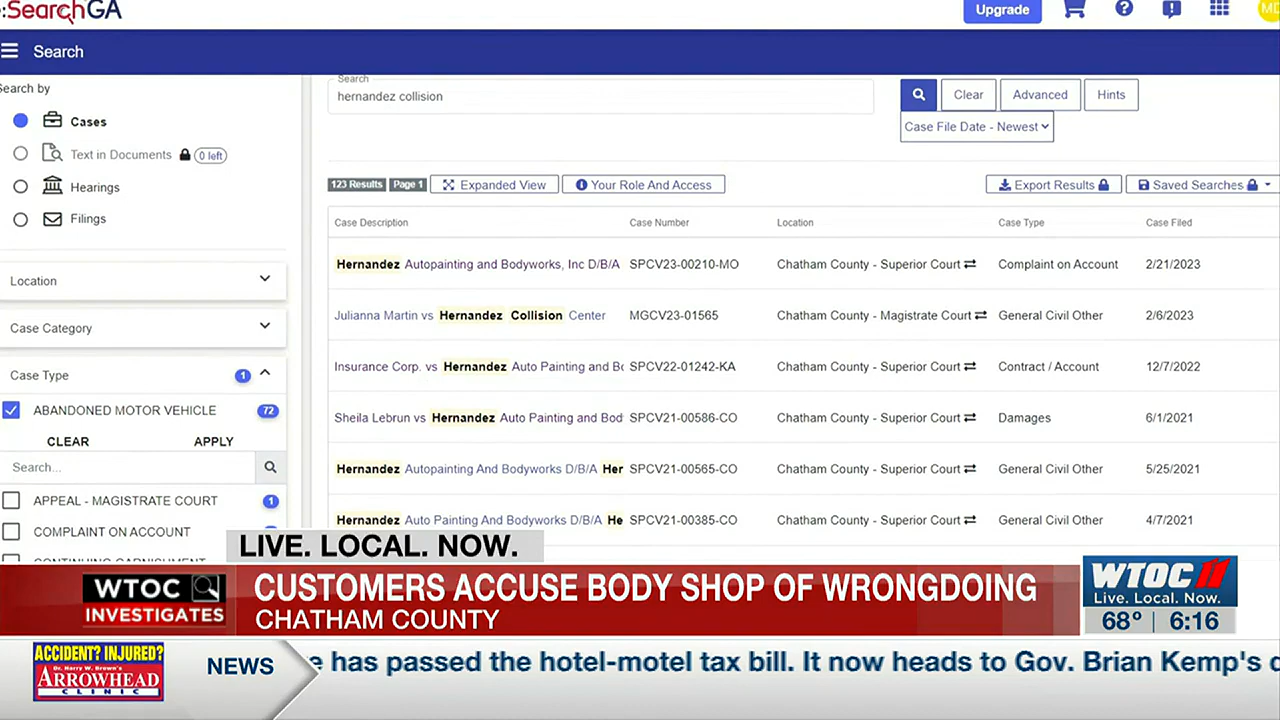 :SearchGA
Upgrade
MD
Search
Search by
Cases
Text in Documents 0 left
Hearings
Filings
Location
Case Category
Case Type 1
ABANDONED MOTOR VEHICLE 72
CLEAR APPLY
Search...
APPEAL - MAGISTRATE COURT 1
COMPLAINT ON ACCOUNT
Search
hernandez collision
Clear Advanced Hints
Case File Date - Newest
123 Results Page 1 Expanded View Your Role And Access Export Results Saved Searches
Case Description Case Number Location Case Type Case Filed
Hernandez Autopainting and Bodyworks, Inc D/B/A SPCV23-00210-MO Chatham County - Superior Court Complaint on Account 2/21/2023
Julianna Martin vs Hernandez Collision Center MGCV23-01565 Chatham County - Magistrate Court General Civil Other 2/6/2023
Insurance Corp. vs Hernandez Auto Painting and Bo SPCV22-01242-KA Chatham County - Superior Court Contract / Account 12/7/2022
Sheila Lebrun vs Hernandez Auto Painting and Bod SPCV21-00586-CO Chatham County - Superior Court Damages 6/1/2021
Hernandez Autopainting And Bodyworks D/B/A Her SPCV21-00565-CO Chatham County - Superior Court General Civil Other 5/25/2021
Hernandez Auto Painting And Bodyworks D/B/A He SPCV21-00385-CO Chatham County - Superior Court General Civil Other 4/7/2021
LIVE. LOCAL. NOW.
WTOC
INVESTIGATES
CUSTOMERS ACCUSE BODY SHOP OF WRONGDOING
CHATHAM COUNTY
WTOC 11
Live. Local. Now.
68° 6:16
ACCIDENT? INJURED?
Dr. Harry W. Brown's
ARROWHEAD
CLINIC
NEWS
e has passed the hotel-motel tax bill. It now heads to Gov. Brian Kemp's d